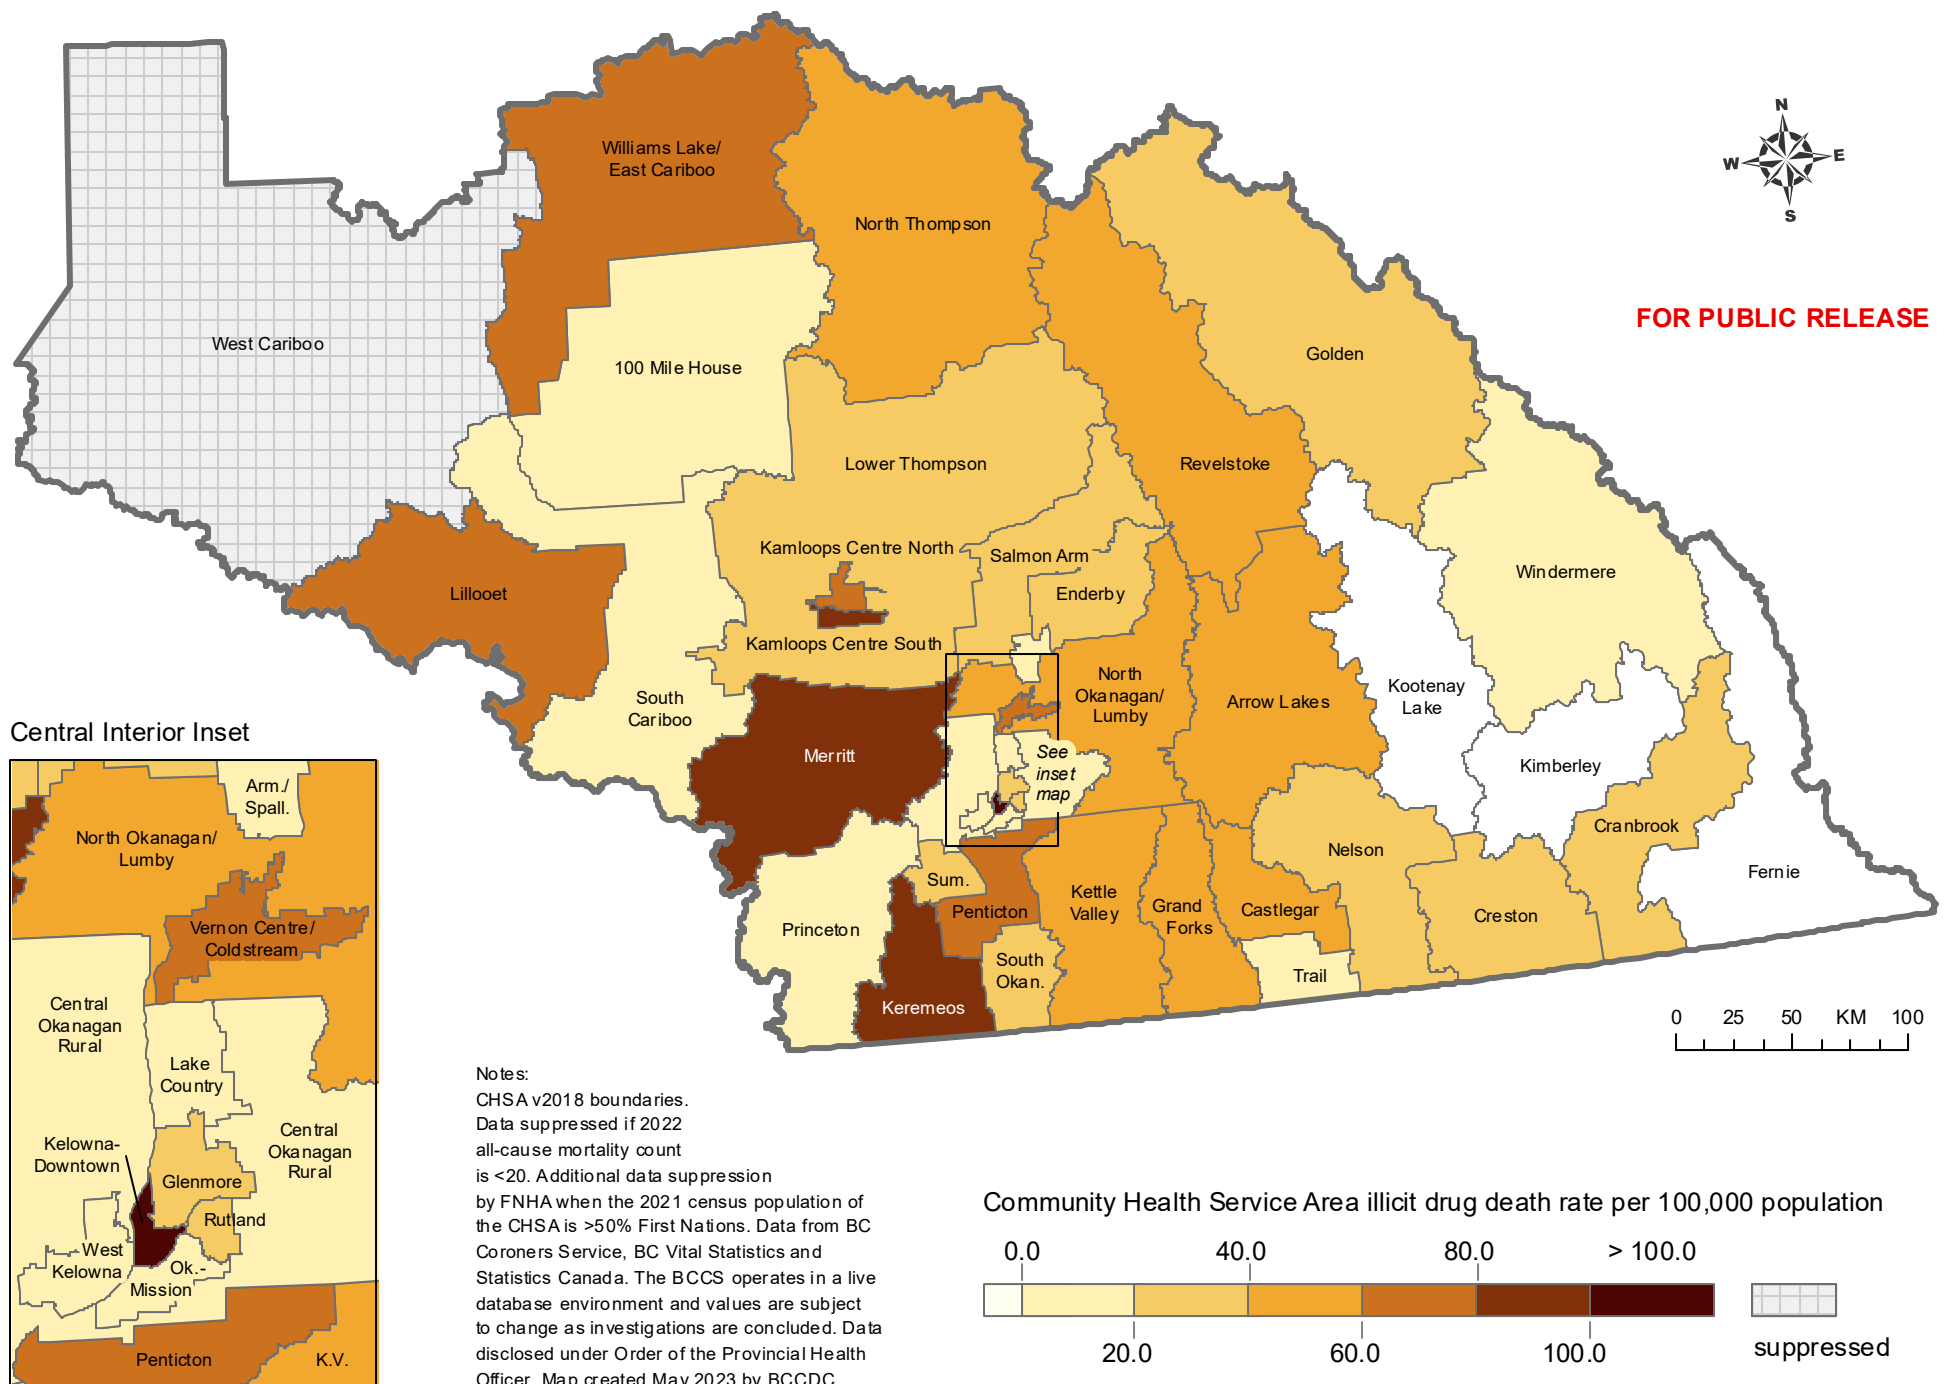 N
W
E
S
FOR PUBLIC RELEASE
Williams Lake/
East Cariboo
North Thompson
West Cariboo
100 Mile House
Golden
Lower Thompson
Revelstoke
Kamloops Centre North
Salmon Arm
Enderby
Windermere
Lillooet
Kamloops Centre South
South
Cariboo
North
Okanagan/
Lumby
Arrow Lakes
Kootenay
Lake
Merritt
See
inset
map
Kimberley
Cranbrook
Nelson
Fernie
Sum.
Kettle
Valley
Grand
Forks
Castlegar
Creston
Princeton
Penticton
South
Okan.
Trail
Keremeos
0 25 50 KM 100
Central Interior Inset
Arm./
Spall.
North Okanagan/
Lumby
Vernon Centre/
Coldstream
Central
Okanagan
Rural
Lake
Country
Central
Okanagan
Rural
Kelowna-
Downtown
Glenmore
Rutland
West
Kelowna
Ok.-
Mission
Penticton
K.V.
Notes:
CHSA v2018 boundaries.
Data suppressed if 2022
all-cause mortality count
is <20. Additional data suppression
by FNHA when the 2021 census population of
the CHSA is >50% First Nations. Data from BC
Coroners Service, BC Vital Statistics and
Statistics Canada. The BCCS operates in a live
database environment and values are subject
to change as investigations are concluded. Data
disclosed under Order of the Provincial Health
Officer. Map created May 2023 by BCCDC
Community Health Service Area illicit drug death rate per 100,000 population
0.0 40.0 80.0 > 100.0
20.0 60.0 100.0
suppressed